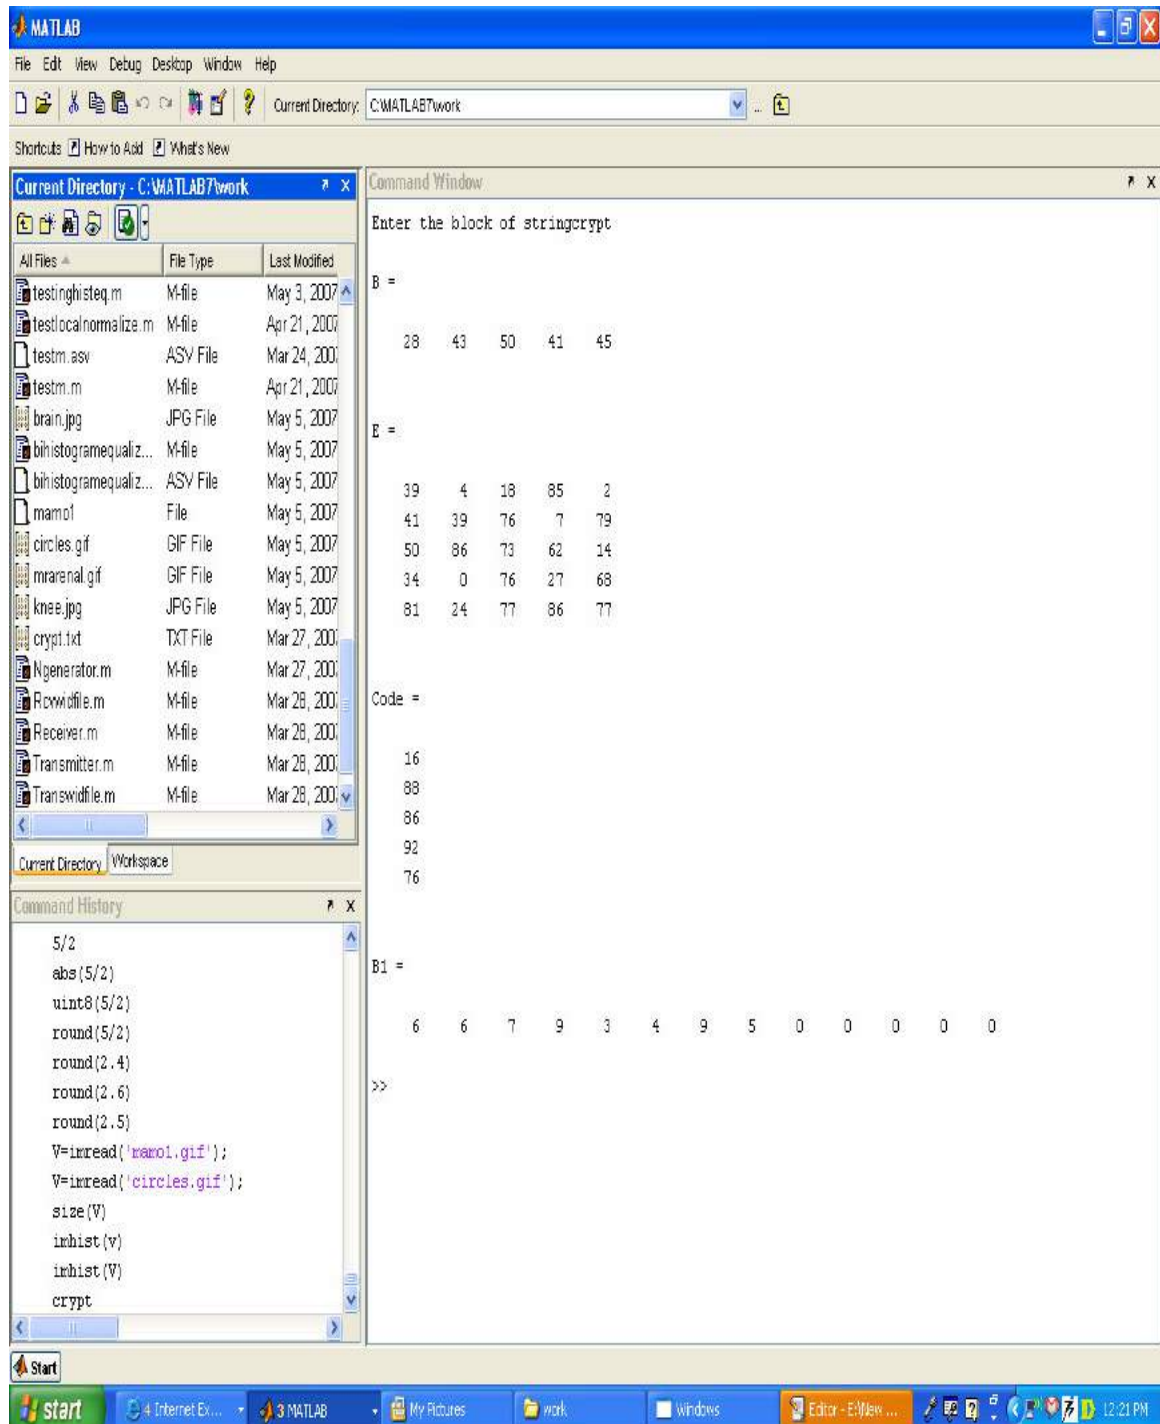 MATLAB
File Edit View Debug Desktop Window Help
Current Directory: C:\MATLAB7\work
Shortcuts How to Add What's New
Current Directory - C:\MATLAB7\work
All Files File Type Last Modified
testinghisteq.m M-file May 3, 2007
testlocalnormalize.m M-file Apr 21, 2007
testm.asv ASV File Mar 24, 200
testm.m M-file Apr 21, 2007
brain.jpg JPG File May 5, 2007
bihistogramequaliz... M-file May 5, 2007
bihistogramequaliz... ASV File May 5, 2007
mamo1 File May 5, 2007
circles.gif GIF File May 5, 2007
mrarenal.gif GIF File May 5, 2007
knee.jpg JPG File May 5, 2007
crypt.txt TXT File Mar 27, 200
Ngenerator.m M-file Mar 27, 200
Rcvwidfile.m M-file Mar 28, 200
Receiver.m M-file Mar 28, 200
Transmitter.m M-file Mar 28, 200
Transwidfile.m M-file Mar 28, 200
Current Directory Workspace
Command History
5/2
abs(5/2)
uint8(5/2)
round(5/2)
round(2.4)
round(2.6)
round(2.5)
V=imread('mamo1.gif');
V=imread('circles.gif');
size(V)
imhist(v)
imhist(V)
crypt
Command Window
Enter the block of stringcrypt
B =
28 43 50 41 45
E =
39 4 18 85 2
41 39 76 7 79
50 86 73 62 14
34 0 76 27 68
81 24 77 86 77
Code =
16
88
86
92
76
B1 =
6 6 7 9 3 4 9 5 0 0 0 0 0
>>
Start
start 4 Internet Ex... 3 MATLAB My Pictures work Windows Editor - E:\New ... 12:21 PM